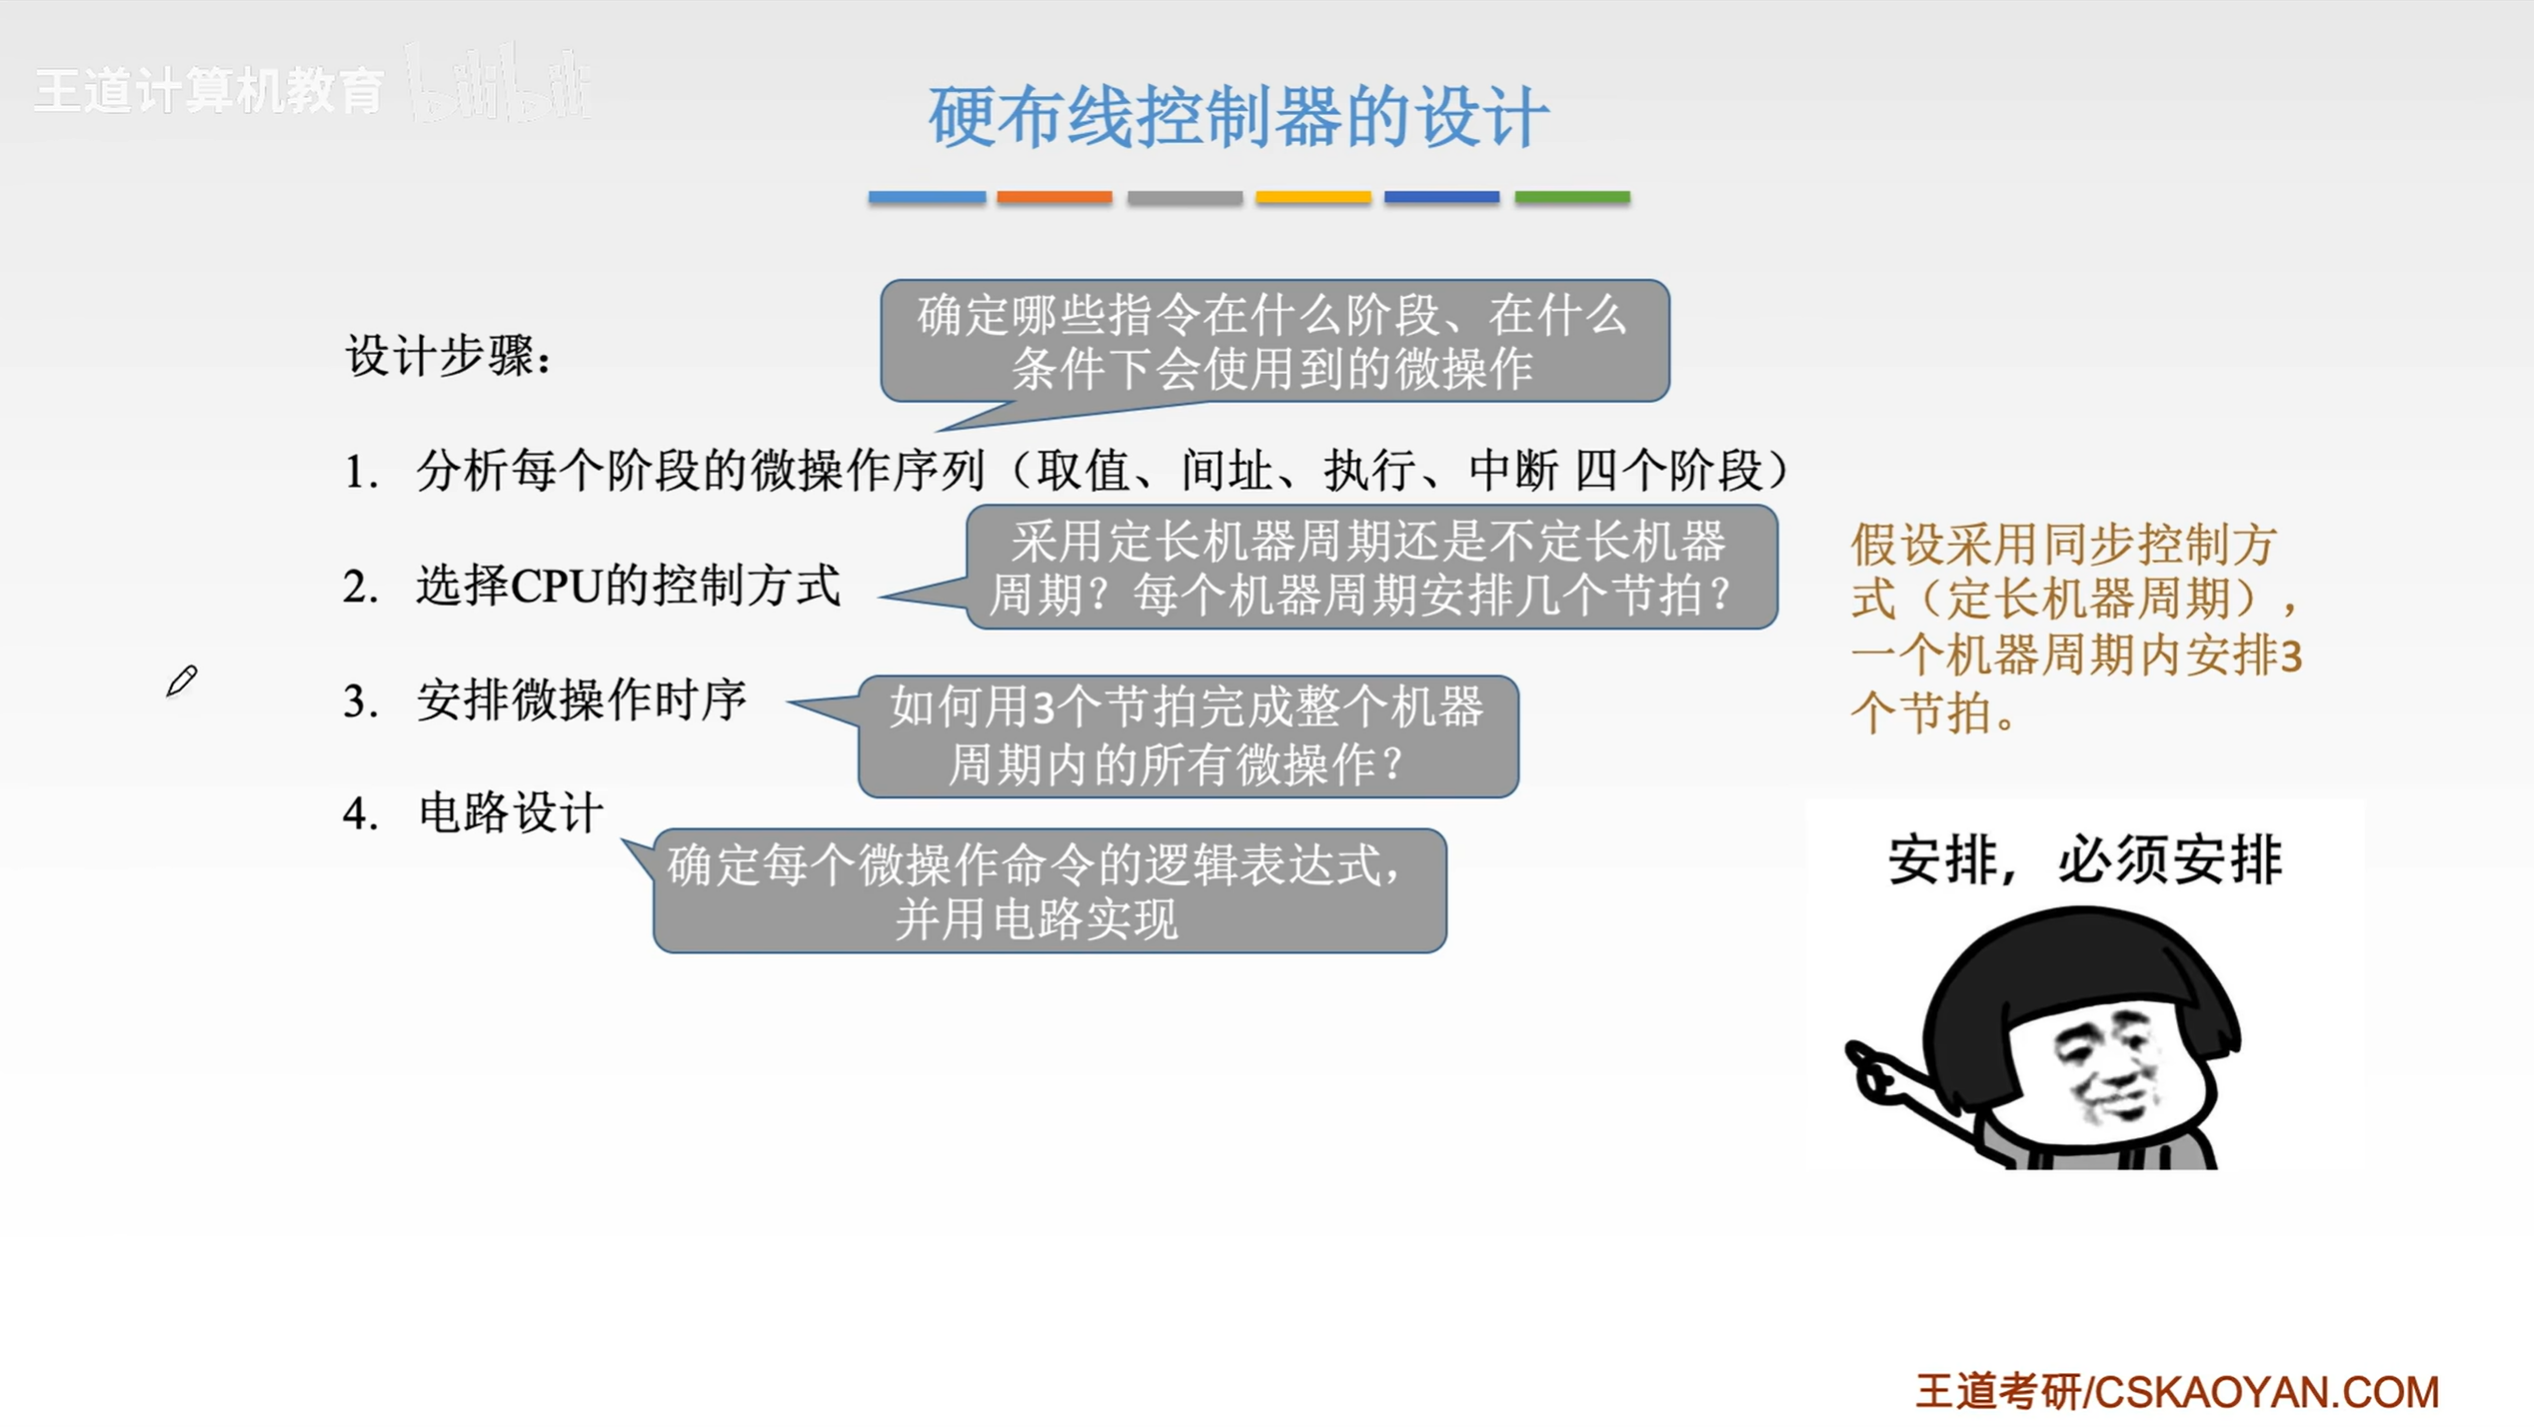 王道计算机教育 bilibili
硬布线控制器的设计
确定哪些指令在什么阶段、在什么
条件下会使用到的微操作
设计步骤：
1. 分析每个阶段的微操作序列（取值、间址、执行、中断 四个阶段）
采用定长机器周期还是不定长机器
周期？每个机器周期安排几个节拍？
2. 选择CPU的控制方式
假设采用同步控制方
式（定长机器周期），
一个机器周期内安排3
个节拍。
3. 安排微操作时序
如何用3个节拍完成整个机器
周期内的所有微操作？
4. 电路设计
确定每个微操作命令的逻辑表达式，
并用电路实现
安排，必须安排
王道考研/CSKAOYAN.COM